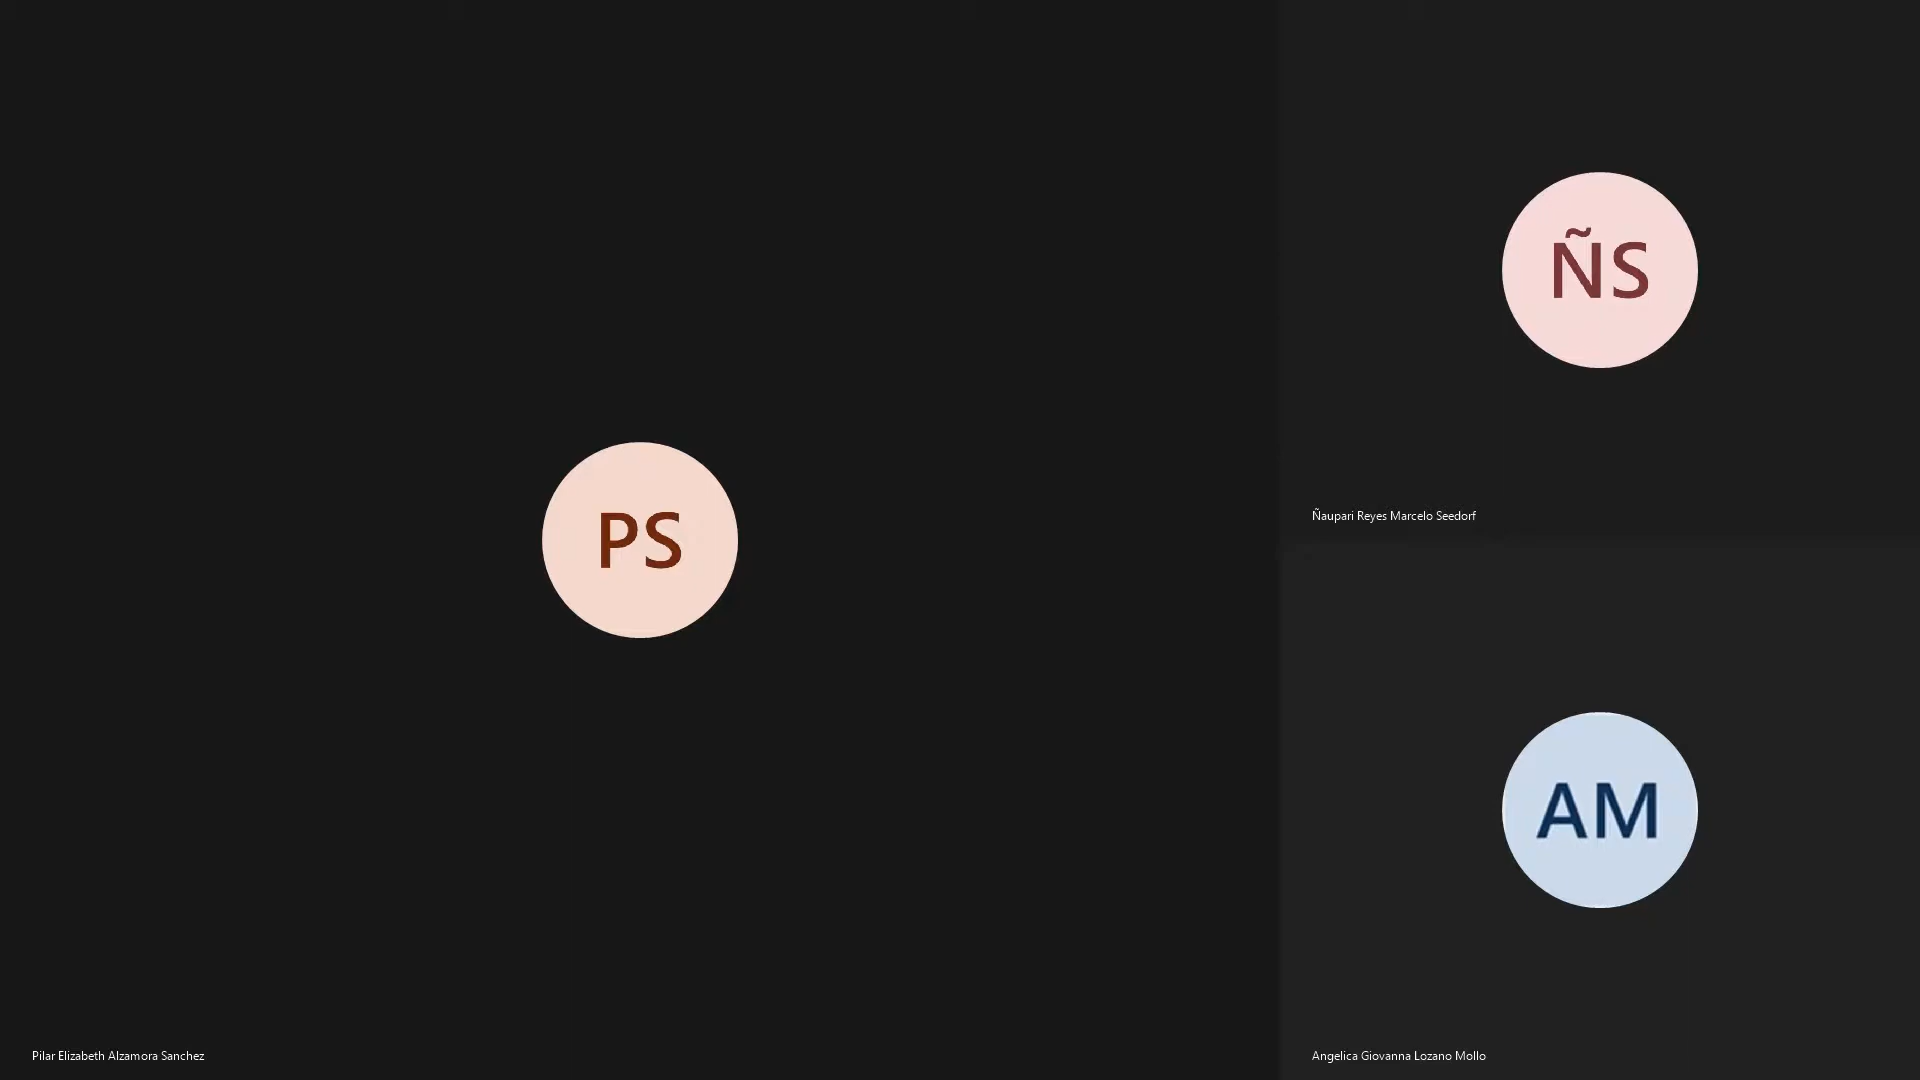 PS
Pilar Elizabeth Alzamora Sanchez
ÑS
Ñaupari Reyes Marcelo Seedorf
AM
Angelica Giovanna Lozano Mollo